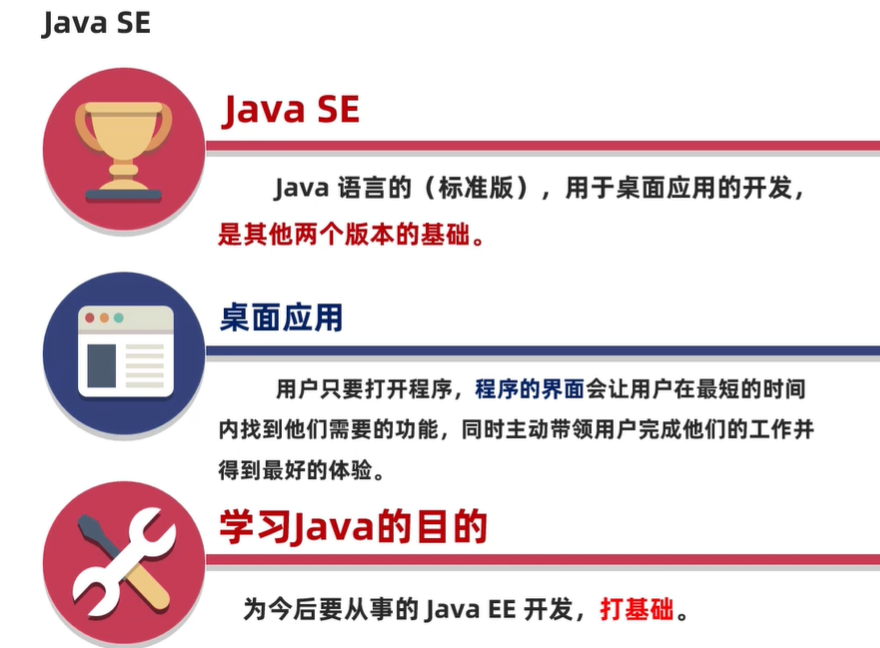 Java SE
Java SE
Java 语言的（标准版），用于桌面应用的开发，
是其他两个版本的基础。
桌面应用
用户只要打开程序，程序的界面会让用户在最短的时间
内找到他们需要的功能，同时主动带领用户完成他们的工作并
得到最好的体验。
学习Java的目的
为今后要从事的 Java EE 开发，打基础。